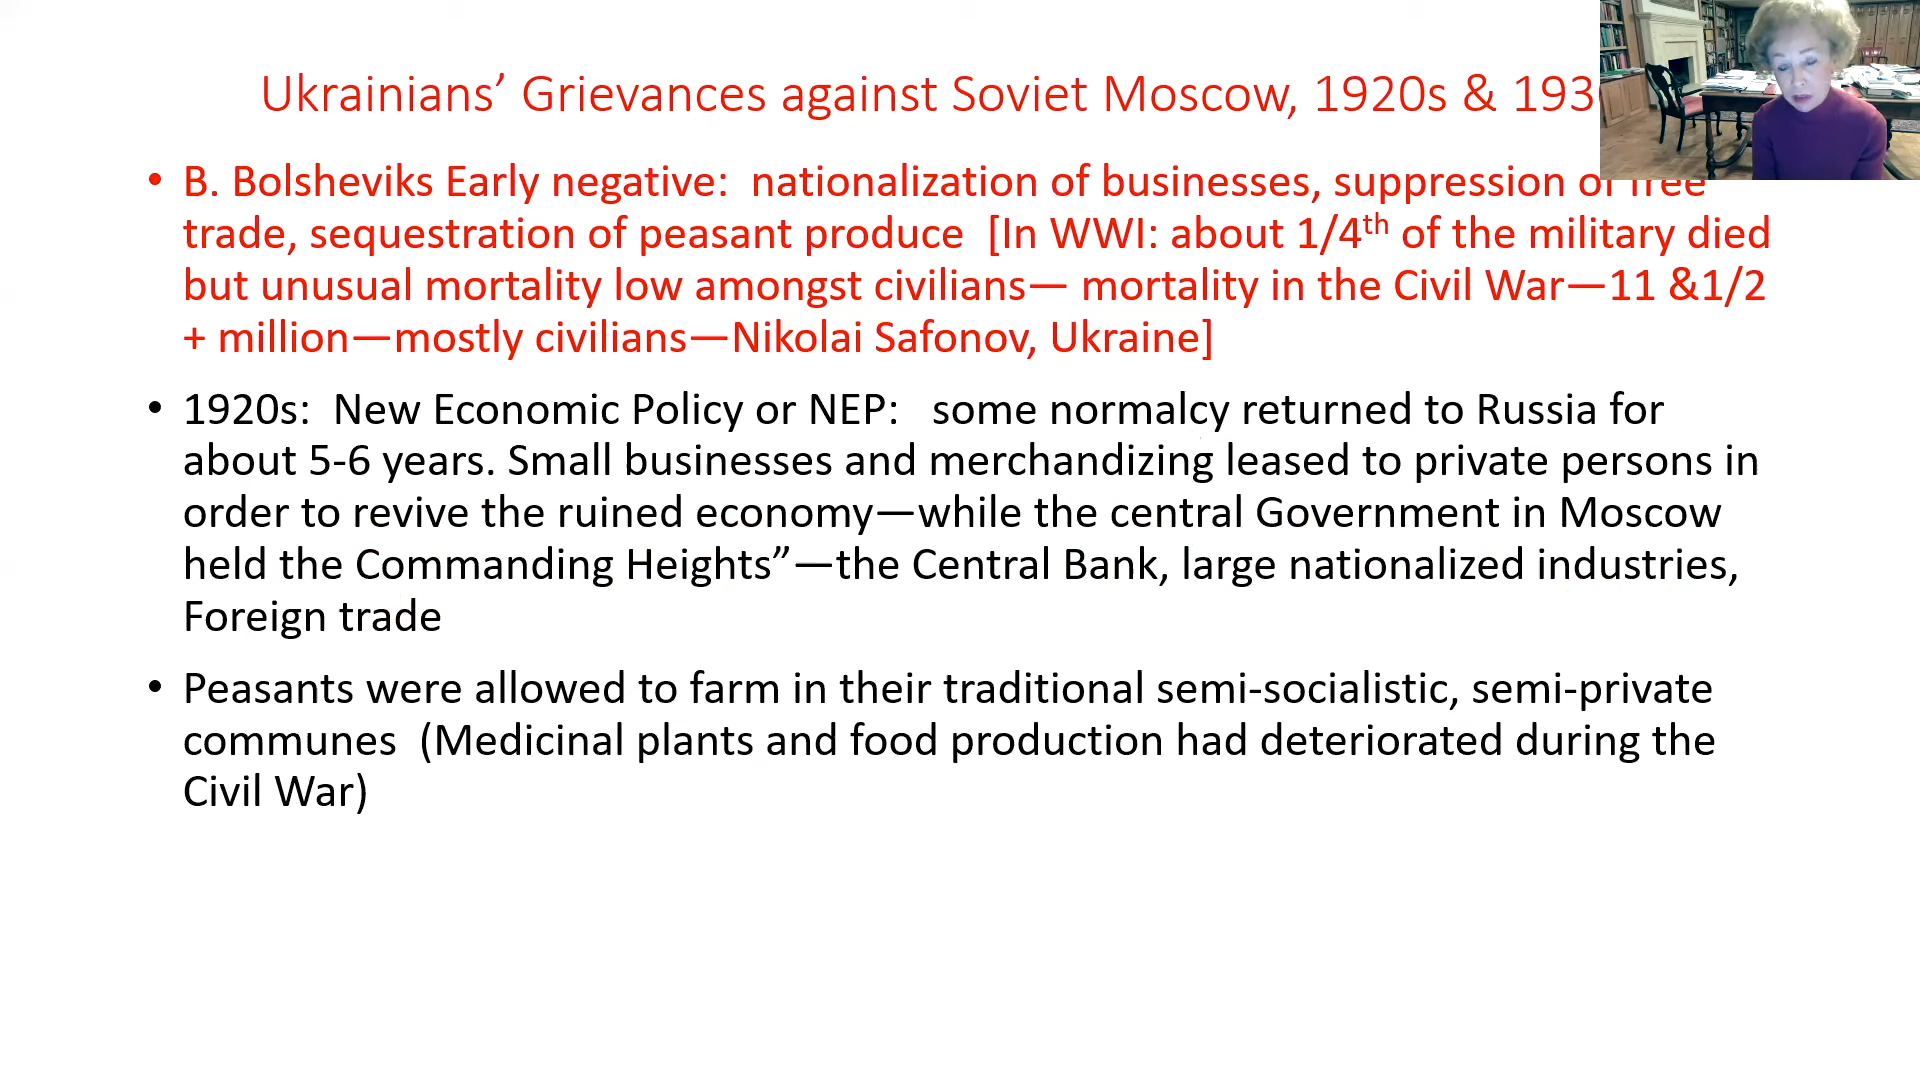 Ukrainians’ Grievances against Soviet Moscow, 1920s & 193
• B. Bolsheviks Early negative:  nationalization of businesses, suppression of free
trade, sequestration of peasant produce  [In WWI: about 1/4th of the military died
but unusual mortality low amongst civilians— mortality in the Civil War—11 &1/2
+ million—mostly civilians—Nikolai Safonov, Ukraine]
• 1920s:  New Economic Policy or NEP:   some normalcy returned to Russia for
about 5-6 years. Small businesses and merchandizing leased to private persons in
order to revive the ruined economy—while the central Government in Moscow
held the Commanding Heights”—the Central Bank, large nationalized industries,
Foreign trade
• Peasants were allowed to farm in their traditional semi-socialistic, semi-private
communes  (Medicinal plants and food production had deteriorated during the
Civil War)